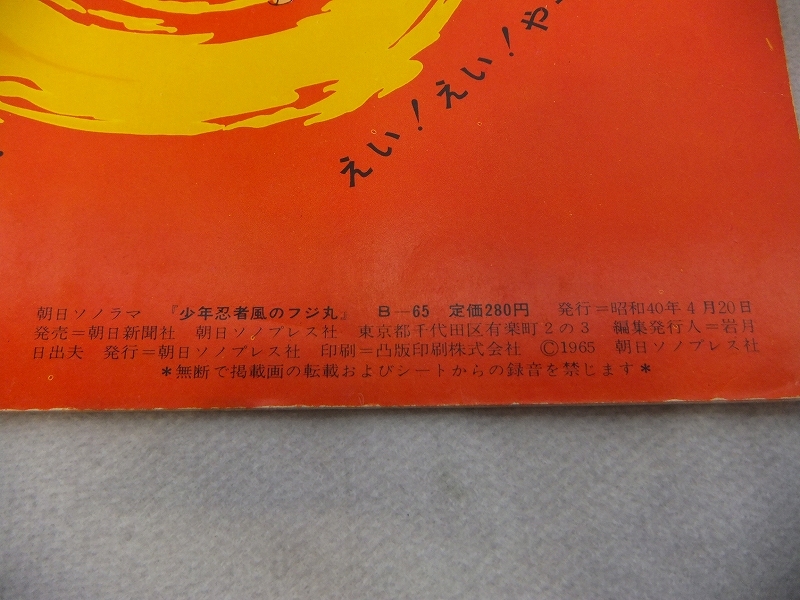 えい！えい！や
朝日ソノラマ 『少年忍者風のフジ丸』 B—65 定価280円 発行＝昭和40年4月20日
発売＝朝日新聞社 朝日ソノプレス社 東京都千代田区有楽町2の3 編集発行人＝岩月
日出夫 発行＝朝日ソノプレス社 印刷＝凸版印刷株式会社 ©1965 朝日ソノプレス社
＊無断で掲載画の転載およびシートからの録音を禁じます＊